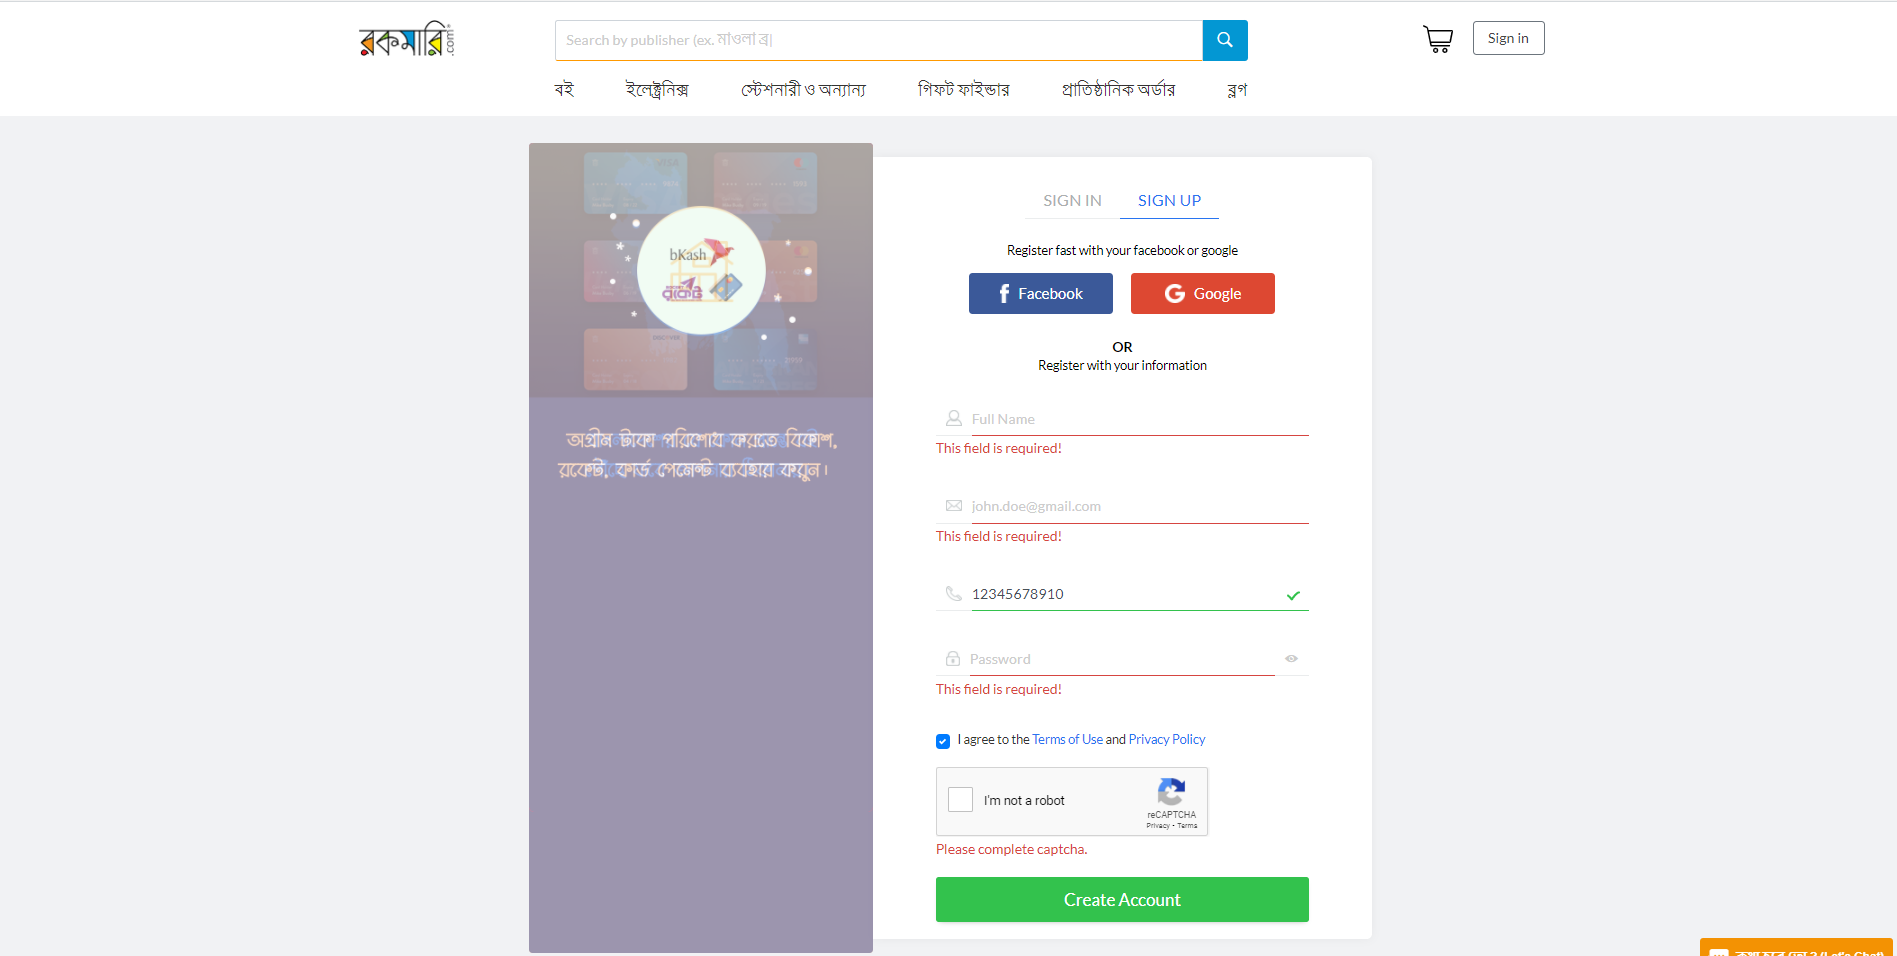 রকমারি .com
Search by publisher (ex. মাওলা ব্র|
Sign in
বই
ইলেক্ট্রনিক্স
স্টেশনারী ও অন্যান্য
গিফট ফাইন্ডার
প্রাতিষ্ঠানিক অর্ডার
ব্লগ
bKash
রকেট
অগ্রীম টাকা পরিশোধ করতে বিকাশ,
রকেট, কার্ড পেমেন্ট ব্যবহার করুন।
SIGN IN
SIGN UP
Register fast with your facebook or google
Facebook
Google
OR
Register with your information
Full Name
This field is required!
john.doe@gmail.com
This field is required!
12345678910
Password
This field is required!
I agree to the Terms of Use and Privacy Policy
I'm not a robot
reCAPTCHA
Privacy - Terms
Please complete captcha.
Create Account
(Let's Chat)